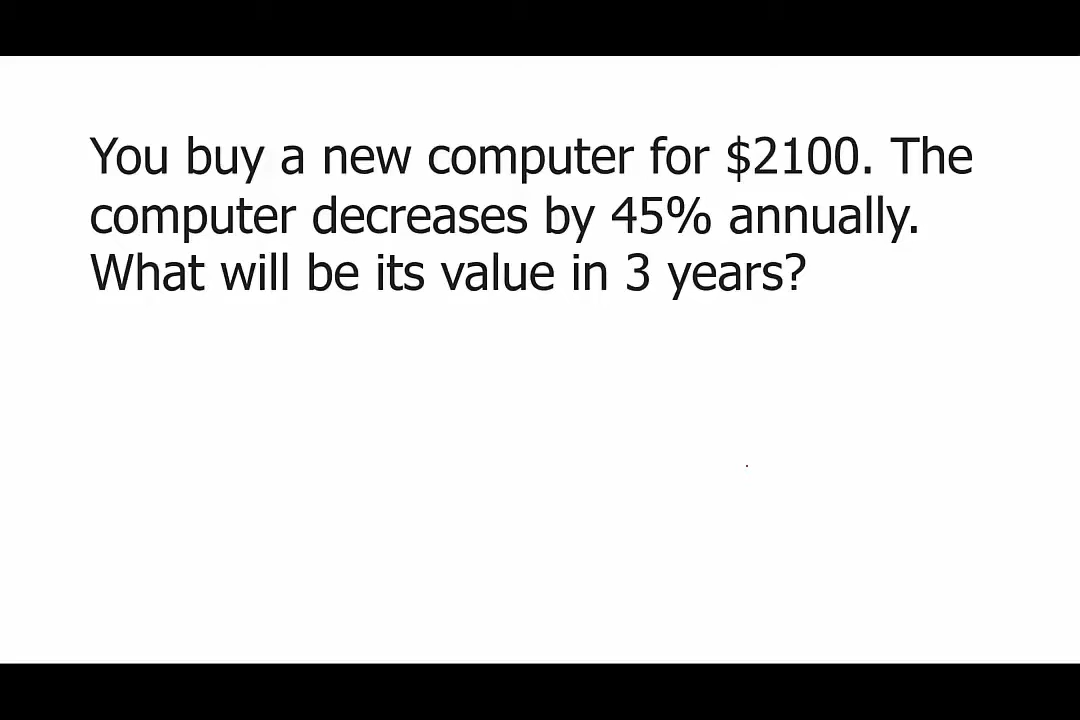 You buy a new computer for $2100. The
computer decreases by 45% annually.
What will be its value in 3 years?